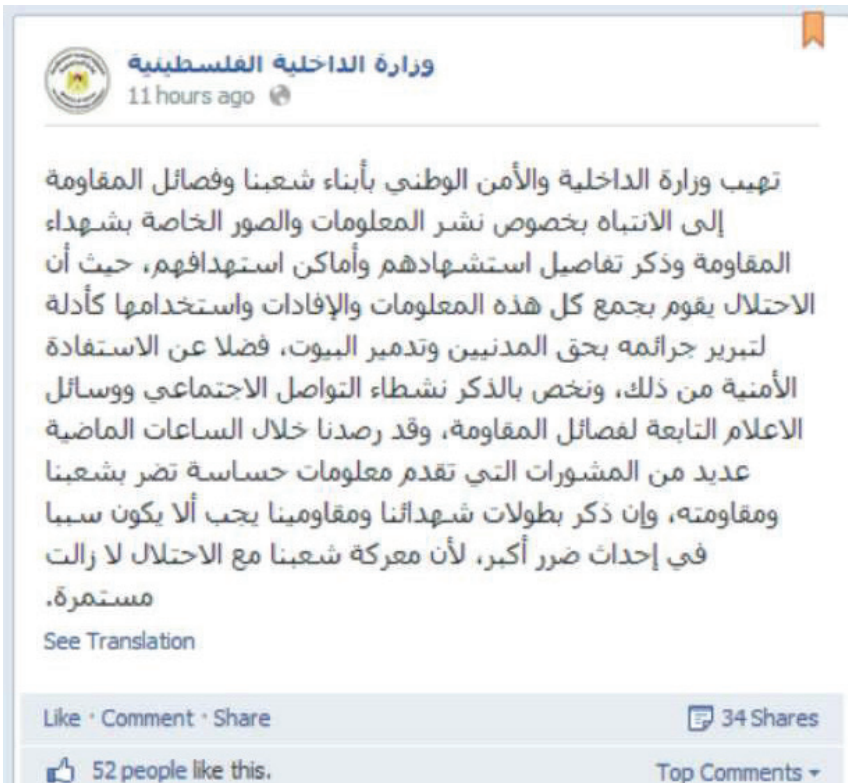 وزارة الداخلية الفلسطينية
11 hours ago
تهيب وزارة الداخلية والأمن الوطني بأبناء شعبنا وفصائل المقاومة
إلى الانتباه بخصوص نشر المعلومات والصور الخاصة بشهداء
المقاومة وذكر تفاصيل استشهادهم وأماكن استهدافهم، حيث أن
الاحتلال يقوم بجمع كل هذه المعلومات والإفادات واستخدامها كأدلة
لتبرير جرائمه بحق المدنيين وتدمير البيوت، فضلا عن الاستفادة
الأمنية من ذلك، ونخص بالذكر نشطاء التواصل الاجتماعي ووسائل
الاعلام التابعة لفصائل المقاومة، وقد رصدنا خلال الساعات الماضية
عديد من المشورات التي تقدم معلومات حساسة تضر بشعبنا
ومقاومته، وإن ذكر بطولات شهدائنا ومقاومينا يجب ألا يكون سببا
في إحداث ضرر أكبر، لأن معركة شعبنا مع الاحتلال لا زالت
مستمرة.
See Translation
Like · Comment · Share 34 Shares
52 people like this. Top Comments